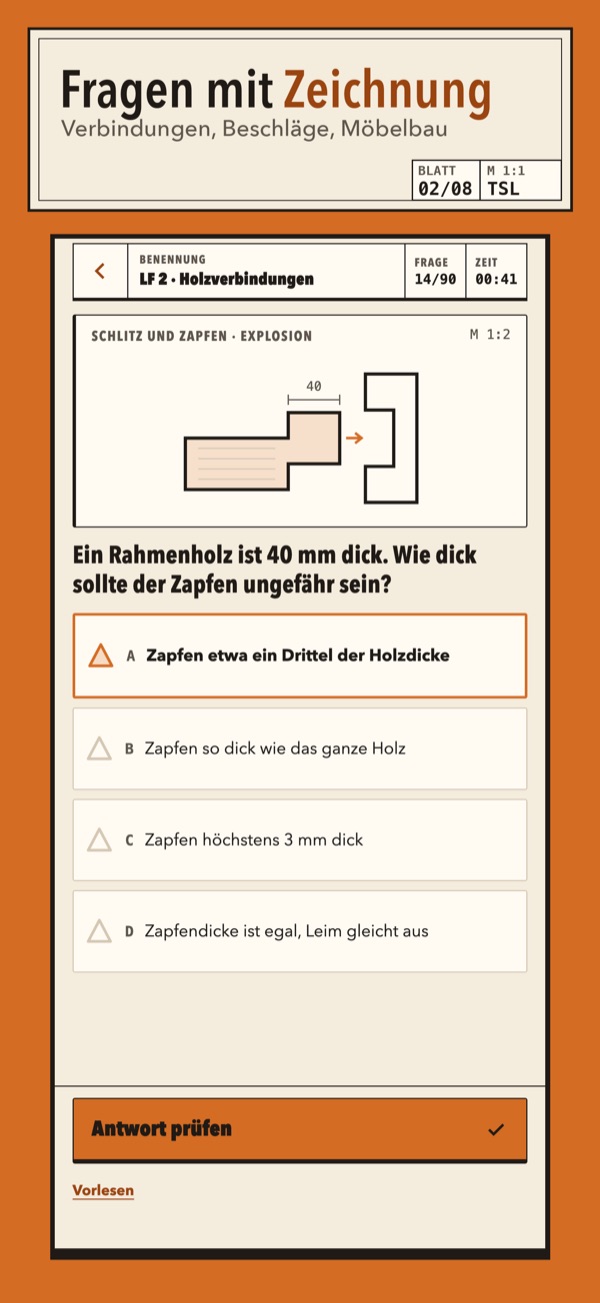 Fragen mit Zeichnung
Verbindungen, Beschläge, Möbelbau
BLATT
02/08
M 1:1
TSL
BENENNUNG
LF 2 · Holzverbindungen
FRAGE
14/90
ZEIT
00:41
SCHLITZ UND ZAPFEN · EXPLOSION
M 1:2
40
Ein Rahmenholz ist 40 mm dick. Wie dick
sollte der Zapfen ungefähr sein?
A Zapfen etwa ein Drittel der Holzdicke
B Zapfen so dick wie das ganze Holz
C Zapfen höchstens 3 mm dick
D Zapfendicke ist egal, Leim gleicht aus
Antwort prüfen
Vorlesen